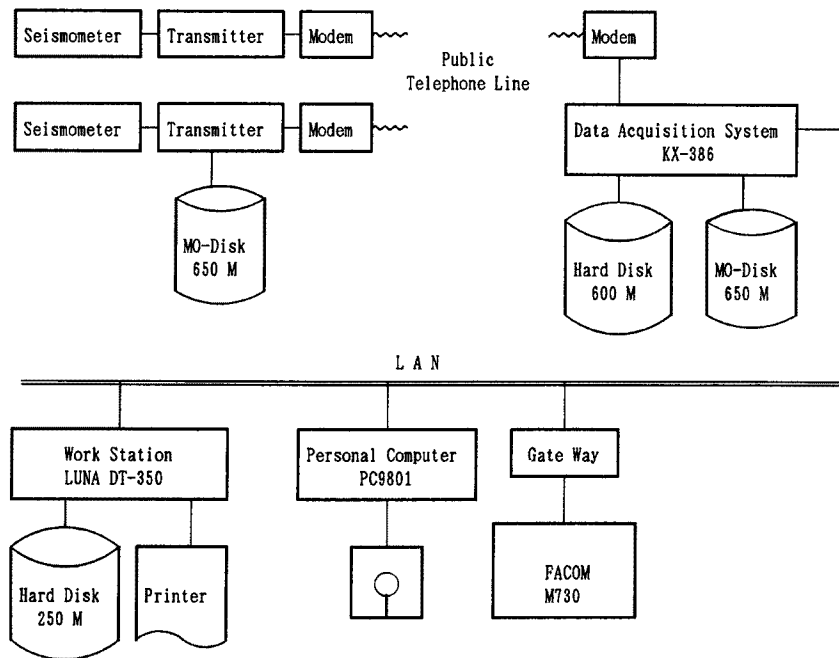 Seismometer
Transmitter
Modem
Modem
Public
Telephone Line
Seismometer
Transmitter
Modem
Data Acquisition System
KX-386
MO-Disk
650 M
Hard Disk
600 M
MO-Disk
650 M
L A N
Work Station
LUNA DT-350
Personal Computer
PC9801
Gate Way
Hard Disk
250 M
Printer
FACOM
M730